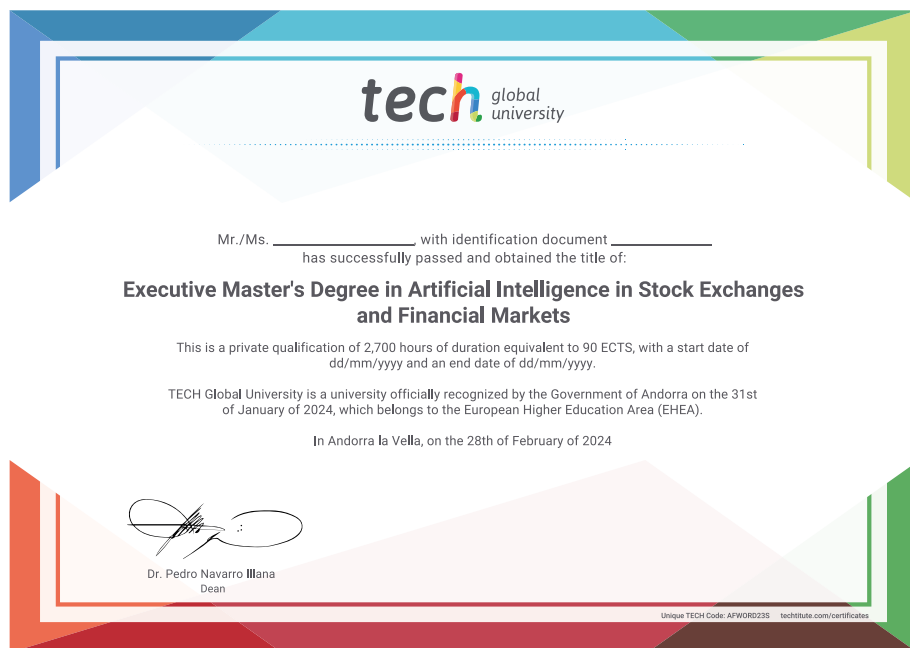 tech global university
Mr./Ms. ____________, with identification document ____________
has successfully passed and obtained the title of:
Executive Master's Degree in Artificial Intelligence in Stock Exchanges
and Financial Markets
This is a private qualification of 2,700 hours of duration equivalent to 90 ECTS, with a start date of
dd/mm/yyyy and an end date of dd/mm/yyyy.
TECH Global University is a university officially recognized by the Government of Andorra on the 31st
of January of 2024, which belongs to the European Higher Education Area (EHEA).
In Andorra la Vella, on the 28th of February of 2024
Dr. Pedro Navarro Illana
Dean
Unique TECH Code: AFWORD23S techtitute.com/certificates